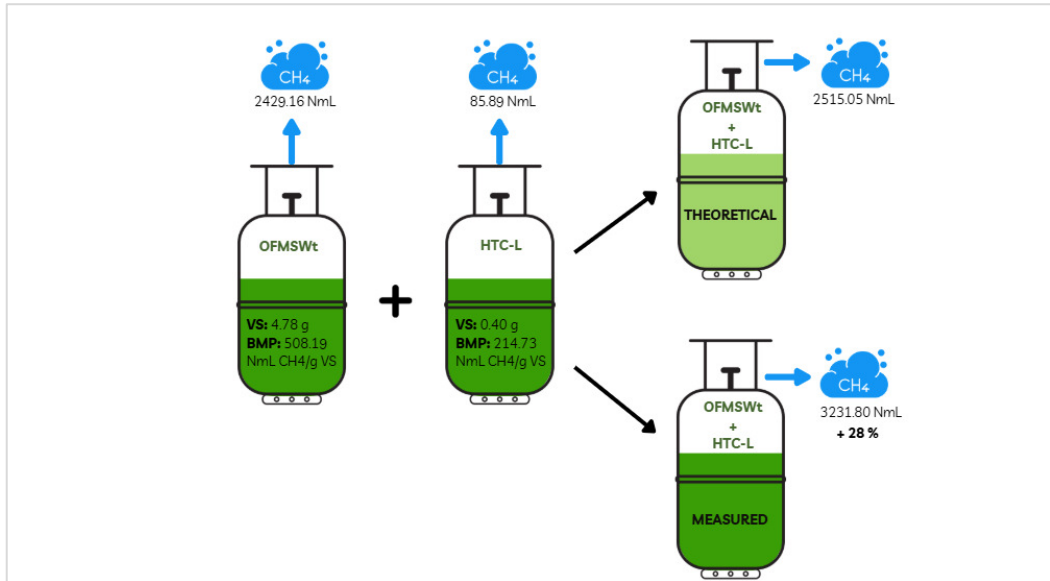 CH4
2429.16 NmL
OFMSWt
VS: 4.78 g
BMP: 508.19
NmL CH4/g VS
+
CH4
85.89 NmL
HTC-L
VS: 0.40 g
BMP: 214.73
NmL CH4/g VS
CH4
2515.05 NmL
OFMSWt
+
HTC-L
THEORETICAL
CH4
3231.80 NmL
+ 28 %
OFMSWt
+
HTC-L
MEASURED